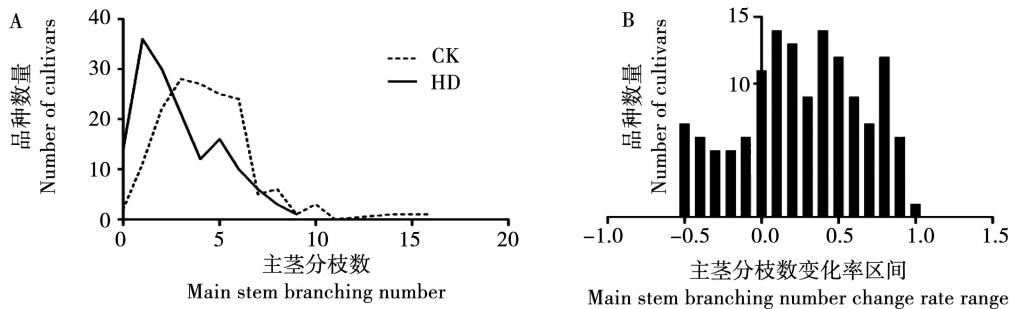 A
品种数量
Number of cultivars
40
30
20
10
0
CK
HD
0
5
10
15
20
主茎分枝数
Main stem branching number
B
品种数量
Number of cultivars
15
10
-1.0
-0.5
0.0
0.5
1.0
1.5
主茎分枝数变化率区间
Main stem branching number change rate range